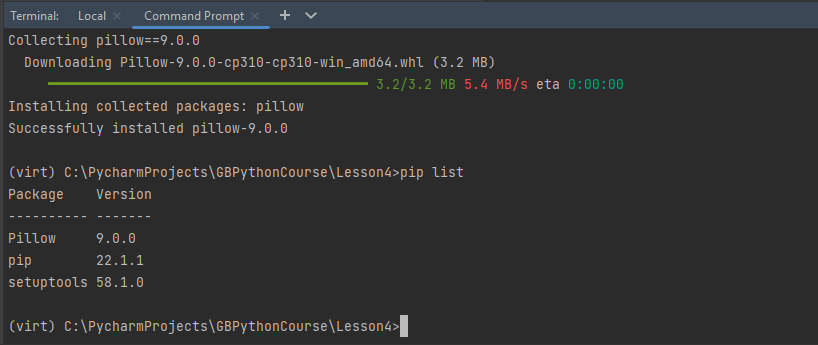 Terminal: Local × Command Prompt × +
Collecting pillow==9.0.0
  Downloading Pillow-9.0.0-cp310-cp310-win_amd64.whl (3.2 MB)
     ━━━━━━━━━━━━━━━━━━━━━━━━━━━━━━━━━━━━━━━━ 3.2/3.2 MB 5.4 MB/s eta 0:00:00
Installing collected packages: pillow
Successfully installed pillow-9.0.0
(virt) C:\PycharmProjects\GBPythonCourse\Lesson4>pip list
Package    Version
---------- -------
Pillow     9.0.0
pip        22.1.1
setuptools 58.1.0
(virt) C:\PycharmProjects\GBPythonCourse\Lesson4>